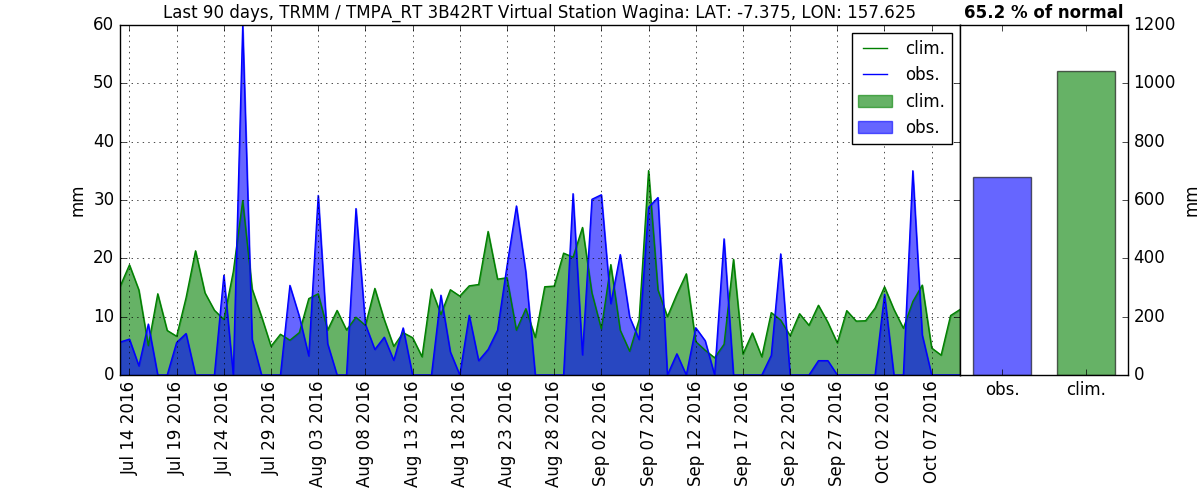 Last 90 days, TRMM / TMPA_RT 3B42RT Virtual Station Wagina: LAT: -7.375, LON: 157.625
65.2 % of normal
60
50
40
30
20
10
0
mm
clim.
obs.
clim.
obs.
1200
1000
800
600
400
200
0
mm
Jul 14 2016
Jul 19 2016
Jul 24 2016
Jul 29 2016
Aug 03 2016
Aug 08 2016
Aug 13 2016
Aug 18 2016
Aug 23 2016
Aug 28 2016
Sep 02 2016
Sep 07 2016
Sep 12 2016
Sep 17 2016
Sep 22 2016
Sep 27 2016
Oct 02 2016
Oct 07 2016
obs.
clim.